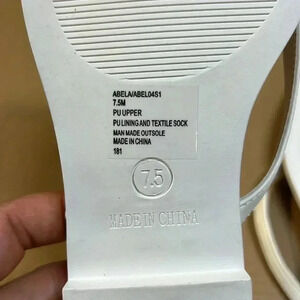 ABELA/ABEL04S1
7.5M
PU UPPER
PU LINING AND TEXTILE SOCK
MAN MADE OUTSOLE
MADE IN CHINA
181
7.5
MADE IN CHINA